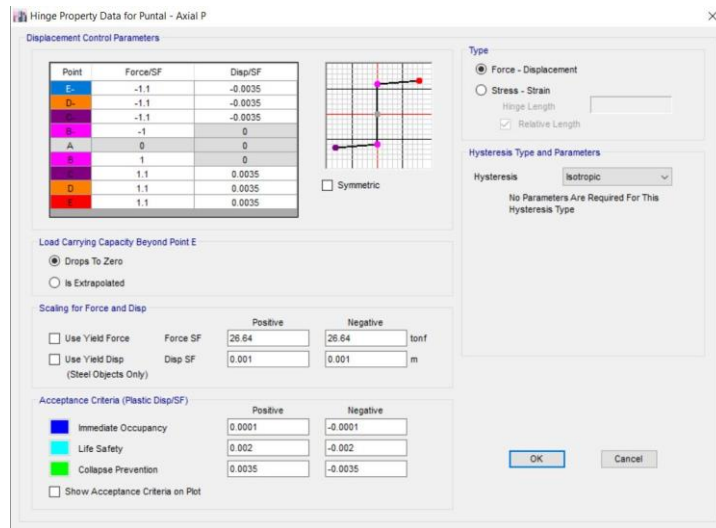 Hinge Property Data for Puntal - Axial P
Displacement Control Parameters
Point Force/SF Disp/SF
E- -1.1 -0.0035
D- -1.1 -0.0035
C- -1.1 -0.0035
B- -1 0
A 0 0
B 1 0
C 1.1 0.0035
D 1.1 0.0035
E 1.1 0.0035
Symmetric
Load Carrying Capacity Beyond Point E
Drops To Zero
Is Extrapolated
Scaling for Force and Disp
Positive Negative
Use Yield Force Force SF 26.64 26.64 tonf
Use Yield Disp Disp SF 0.001 0.001 m
(Steel Objects Only)
Acceptance Criteria (Plastic Disp/SF)
Positive Negative
Immediate Occupancy 0.0001 -0.0001
Life Safety 0.002 -0.002
Collapse Prevention 0.0035 -0.0035
Show Acceptance Criteria on Plot
Type
Force - Displacement
Stress - Strain
Hinge Length
Relative Length
Hysteresis Type and Parameters
Hysteresis Isotropic
No Parameters Are Required For This
Hysteresis Type
OK Cancel